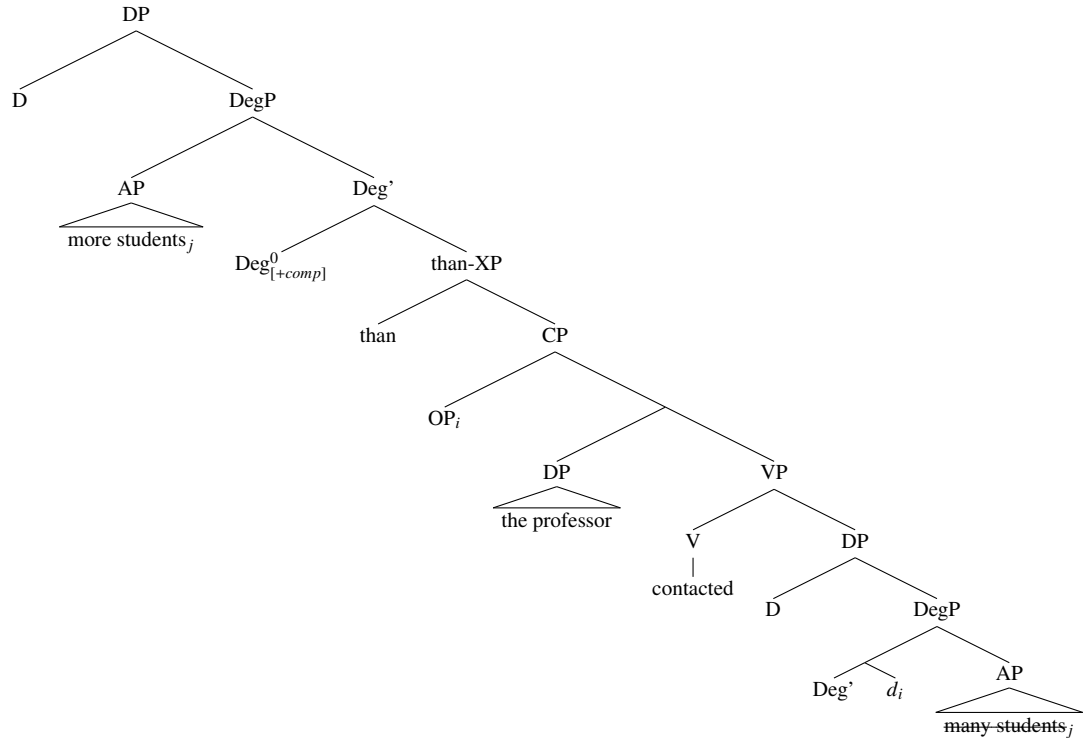 DP
D DegP
AP Deg’
more students_j Deg^0_[+comp] than-XP
than CP
OP_i
DP VP
the professor V DP
contacted D DegP
Deg’ d_i AP
many students_j